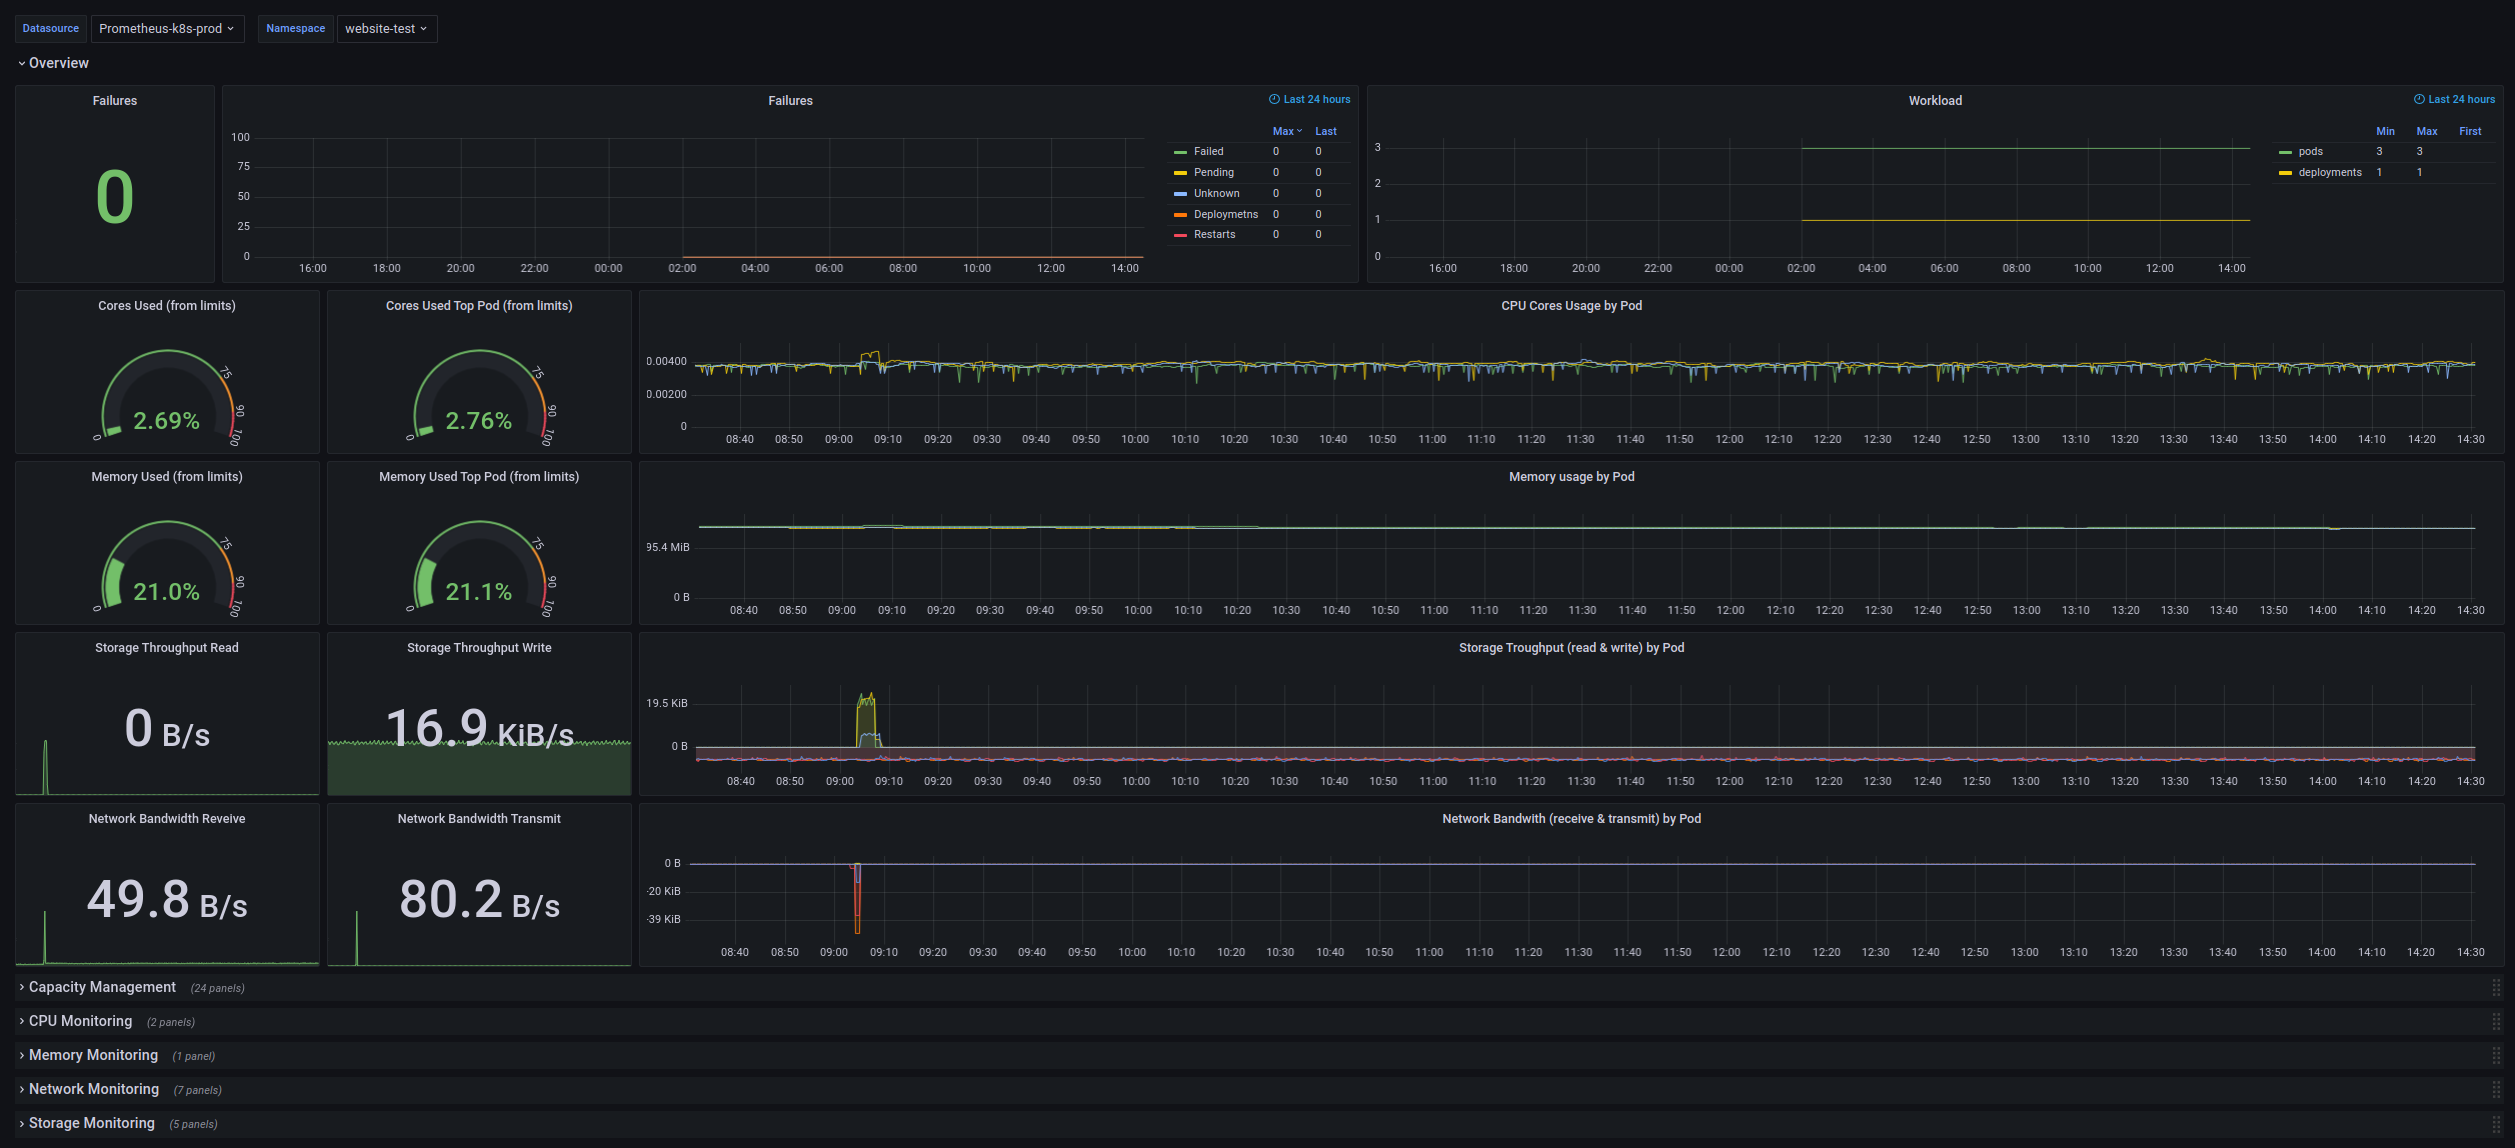 Datasource Prometheus-k8s-prod Namespace website-test
Overview
Failures
0
Failures
Last 24 hours
100
75
50
25
0
16:00 18:00 20:00 22:00 00:00 02:00 04:00 06:00 08:00 10:00 12:00 14:00
Max Last
Failed 0 0
Pending 0 0
Unknown 0 0
Deploymetns 0 0
Restarts 0 0
Workload
Last 24 hours
3
2
1
0
16:00 18:00 20:00 22:00 00:00 02:00 04:00 06:00 08:00 10:00 12:00 14:00
Min Max First
pods 3 3
deployments 1 1
Cores Used (from limits)
0 75 90 100
2.69%
Cores Used Top Pod (from limits)
0 75 90 100
2.76%
CPU Cores Usage by Pod
0.00400
0.00200
0
08:40 08:50 09:00 09:10 09:20 09:30 09:40 09:50 10:00 10:10 10:20 10:30 10:40 10:50 11:00 11:10 11:20 11:30 11:40 11:50 12:00 12:10 12:20 12:30 12:40 12:50 13:00 13:10 13:20 13:30 13:40 13:50 14:00 14:10 14:20 14:30
Memory Used (from limits)
0 75 90 100
21.0%
Memory Used Top Pod (from limits)
0 75 90 100
21.1%
Memory usage by Pod
95.4 MiB
0 B
08:40 08:50 09:00 09:10 09:20 09:30 09:40 09:50 10:00 10:10 10:20 10:30 10:40 10:50 11:00 11:10 11:20 11:30 11:40 11:50 12:00 12:10 12:20 12:30 12:40 12:50 13:00 13:10 13:20 13:30 13:40 13:50 14:00 14:10 14:20 14:30
Storage Throughput Read
0 B/s
Storage Throughput Write
16.9 KiB/s
Storage Troughput (read & write) by Pod
19.5 KiB
0 B
08:40 08:50 09:00 09:10 09:20 09:30 09:40 09:50 10:00 10:10 10:20 10:30 10:40 10:50 11:00 11:10 11:20 11:30 11:40 11:50 12:00 12:10 12:20 12:30 12:40 12:50 13:00 13:10 13:20 13:30 13:40 13:50 14:00 14:10 14:20 14:30
Network Bandwidth Reveive
49.8 B/s
Network Bandwidth Transmit
80.2 B/s
Network Bandwith (receive & transmit) by Pod
0 B
-20 KiB
-39 KiB
08:40 08:50 09:00 09:10 09:20 09:30 09:40 09:50 10:00 10:10 10:20 10:30 10:40 10:50 11:00 11:10 11:20 11:30 11:40 11:50 12:00 12:10 12:20 12:30 12:40 12:50 13:00 13:10 13:20 13:30 13:40 13:50 14:00 14:10 14:20 14:30
Capacity Management (24 panels)
CPU Monitoring (2 panels)
Memory Monitoring (1 panel)
Network Monitoring (7 panels)
Storage Monitoring (5 panels)